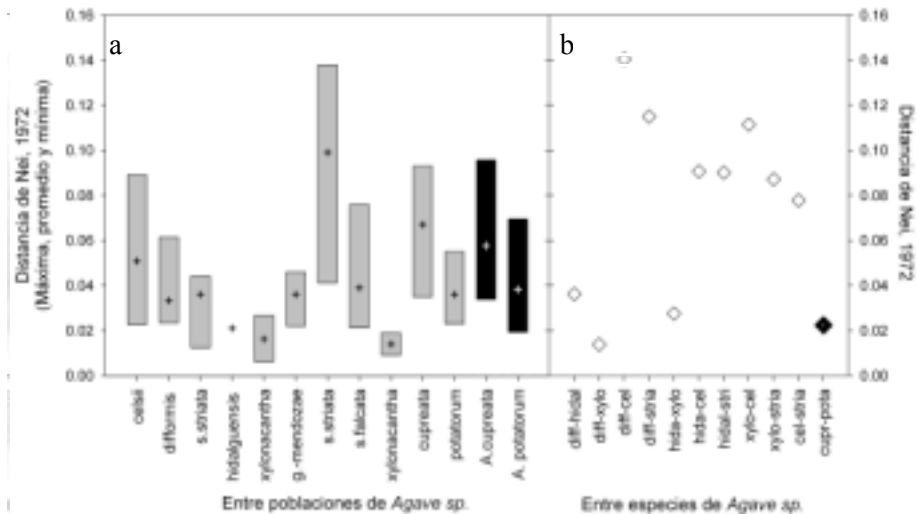 a
b
Distancia de Nei, 1972
(Máxima, promedio y mínima)
0.16
0.14
0.12
0.10
0.08
0.06
0.04
0.02
0.00
celsii
difformis
s.striata
hidalguensis
xylonacantha
g.-mendozae
s.striata
s.falcata
xylonacantha
cupreata
potatorum
A.cupreata
A. potatorum
Entre poblaciones de Agave sp.
diff-hidal
diff-xylo
diff-cel
diff-stria
hida-xylo
hida-cel
hidal-stri
xylo-cel
xylo-stria
cel-stria
cupr-pota
Entre especies de Agave sp.
0.16
0.14
0.12
0.10
0.08
0.06
0.04
0.02
0.00
Distancia de Nei, 1972